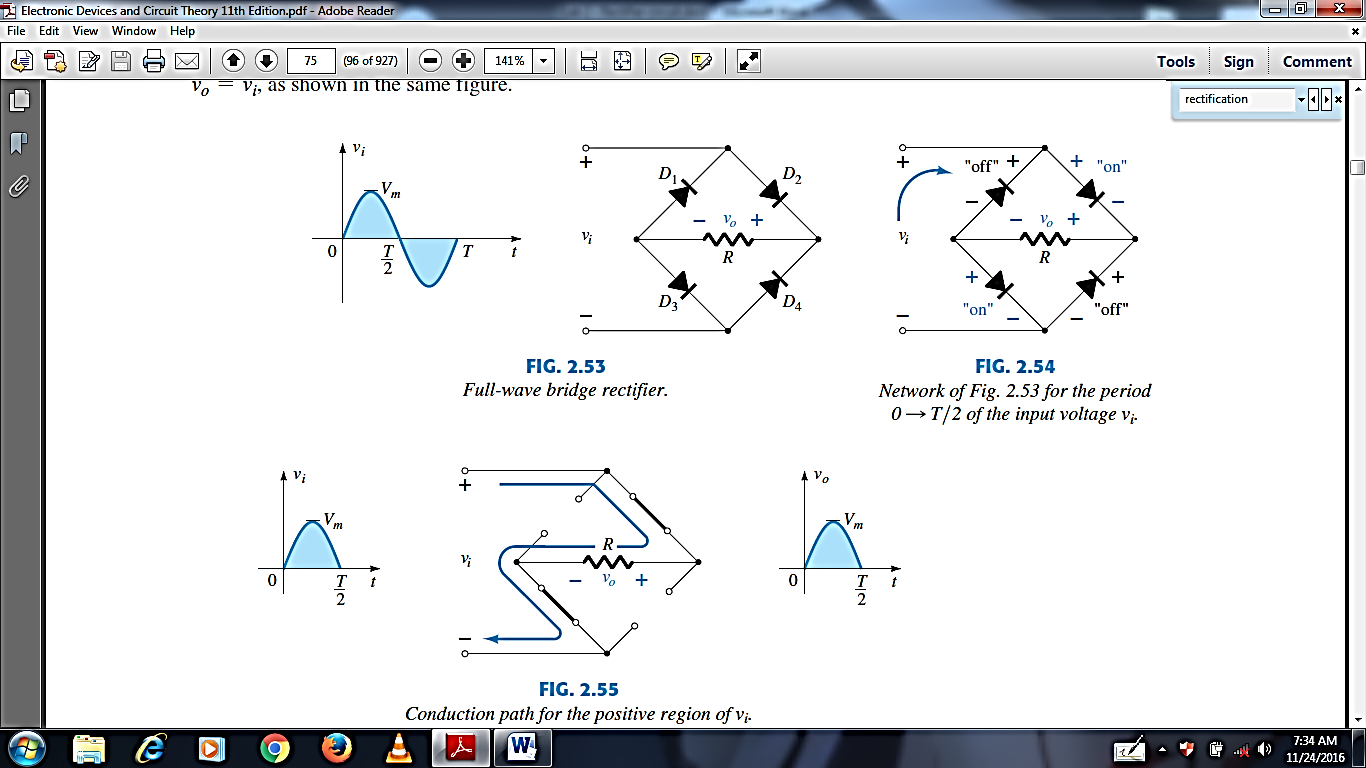 Electronic Devices and Circuit Theory 11th Edition.pdf - Adobe Reader
File Edit View Window Help
75 (96 of 927) 141% Tools Sign Comment
rectification
vo = vi, as shown in the same figure.
vi
Vm
0 T/2 T t
+
D1 D2
− vo +
vi
R
D3 D4
−
FIG. 2.53
Full-wave bridge rectifier.
+ "off" + + "on"
− −
− vo +
vi
R
+ +
"on" − − "off"
−
FIG. 2.54
Network of Fig. 2.53 for the period
0 → T/2 of the input voltage vi.
vi
Vm
0 T/2 t
+
R
vi
− vo +
−
vo
Vm
0 T/2 t
FIG. 2.55
Conduction path for the positive region of vi.
7:34 AM
11/24/2016